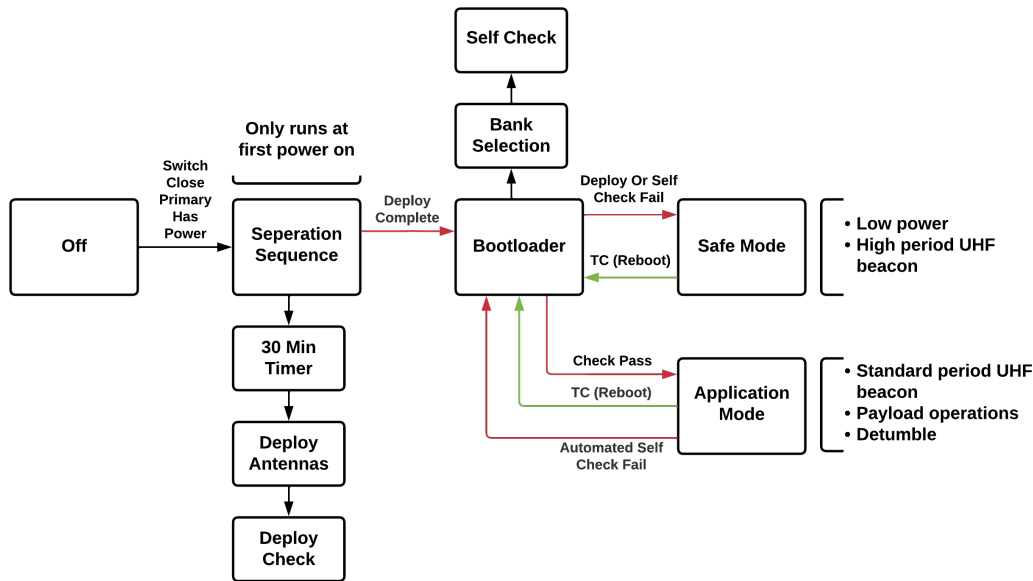 Self Check
Bank
Selection
Only runs at
first power on
Switch
Close
Primary
Has
Power
Off
Seperation
Sequence
Deploy
Complete
Bootloader
Deploy Or Self
Check Fail
TC (Reboot)
Safe Mode
• Low power
• High period UHF
beacon
30 Min
Timer
Deploy
Antennas
Deploy
Check
Check Pass
TC (Reboot)
Automated Self
Check Fail
Application
Mode
• Standard period UHF
beacon
• Payload operations
• Detumble